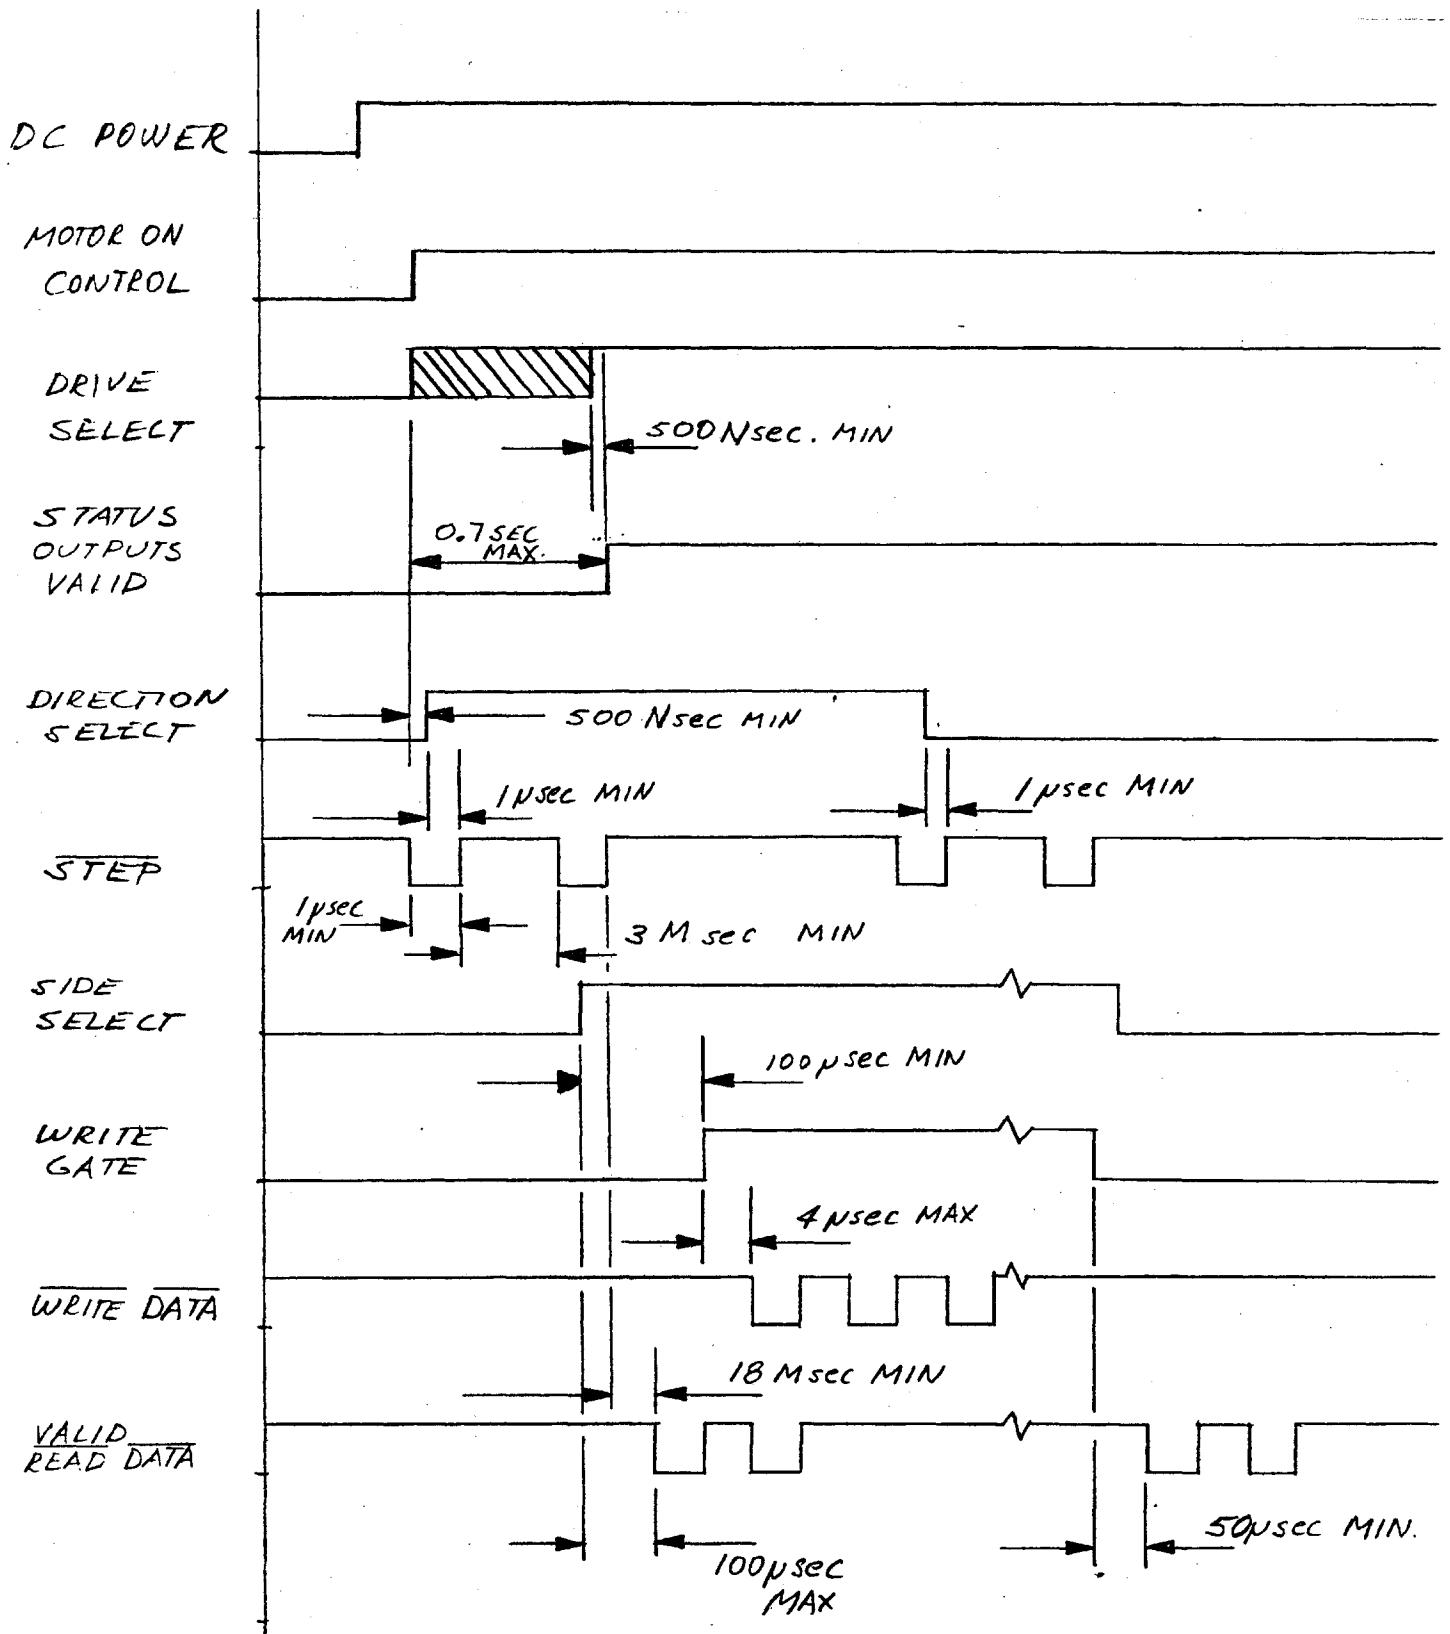 DC POWER
MOTOR ON
CONTROL
DRIVE
SELECT
500 Nsec. MIN
STATUS
OUTPUTS
VALID
0.7 SEC
MAX.
DIRECTION
SELECT
500 Nsec MIN
1 µsec MIN
1 µsec MIN
STEP
1 µsec
MIN
3 M sec MIN
SIDE
SELECT
100 µsec MIN
WRITE
GATE
4 µsec MAX
WRITE DATA
18 Msec MIN
VALID
READ DATA
50 µsec MIN.
100 µsec
MAX